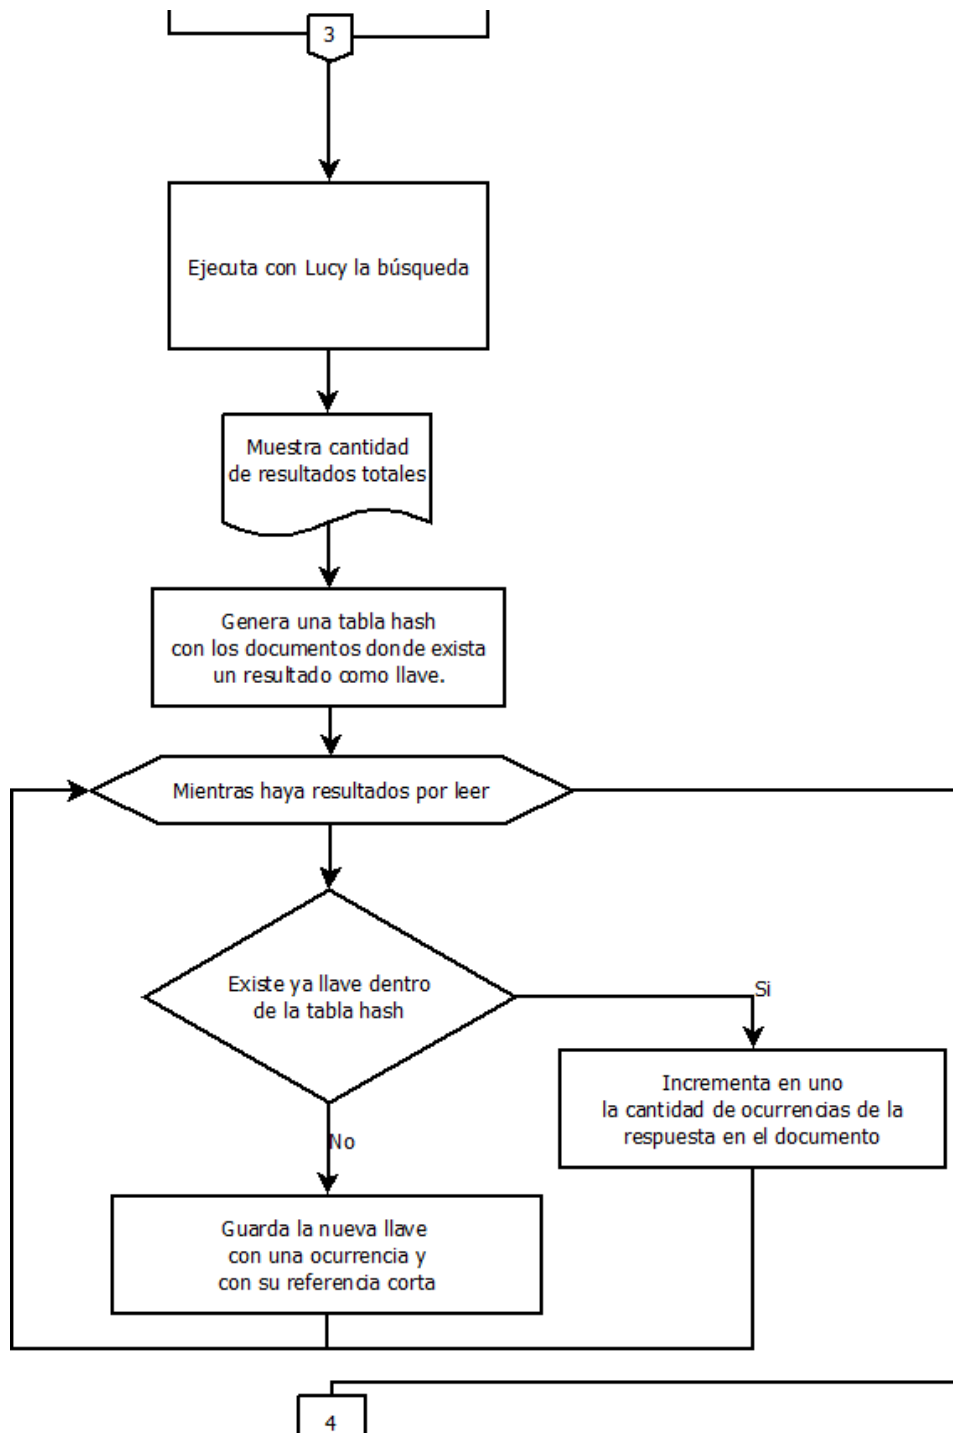 3
Ejecuta con Lucy la búsqueda
Muestra cantidad
de resultados totales
Genera una tabla hash
con los documentos donde exista
un resultado como llave.
Mientras haya resultados por leer
Existe ya llave dentro
de la tabla hash
Si
Incrementa en uno
la cantidad de ocurrencias de la
respuesta en el documento
No
Guarda la nueva llave
con una ocurrencia y
con su referencia corta
4